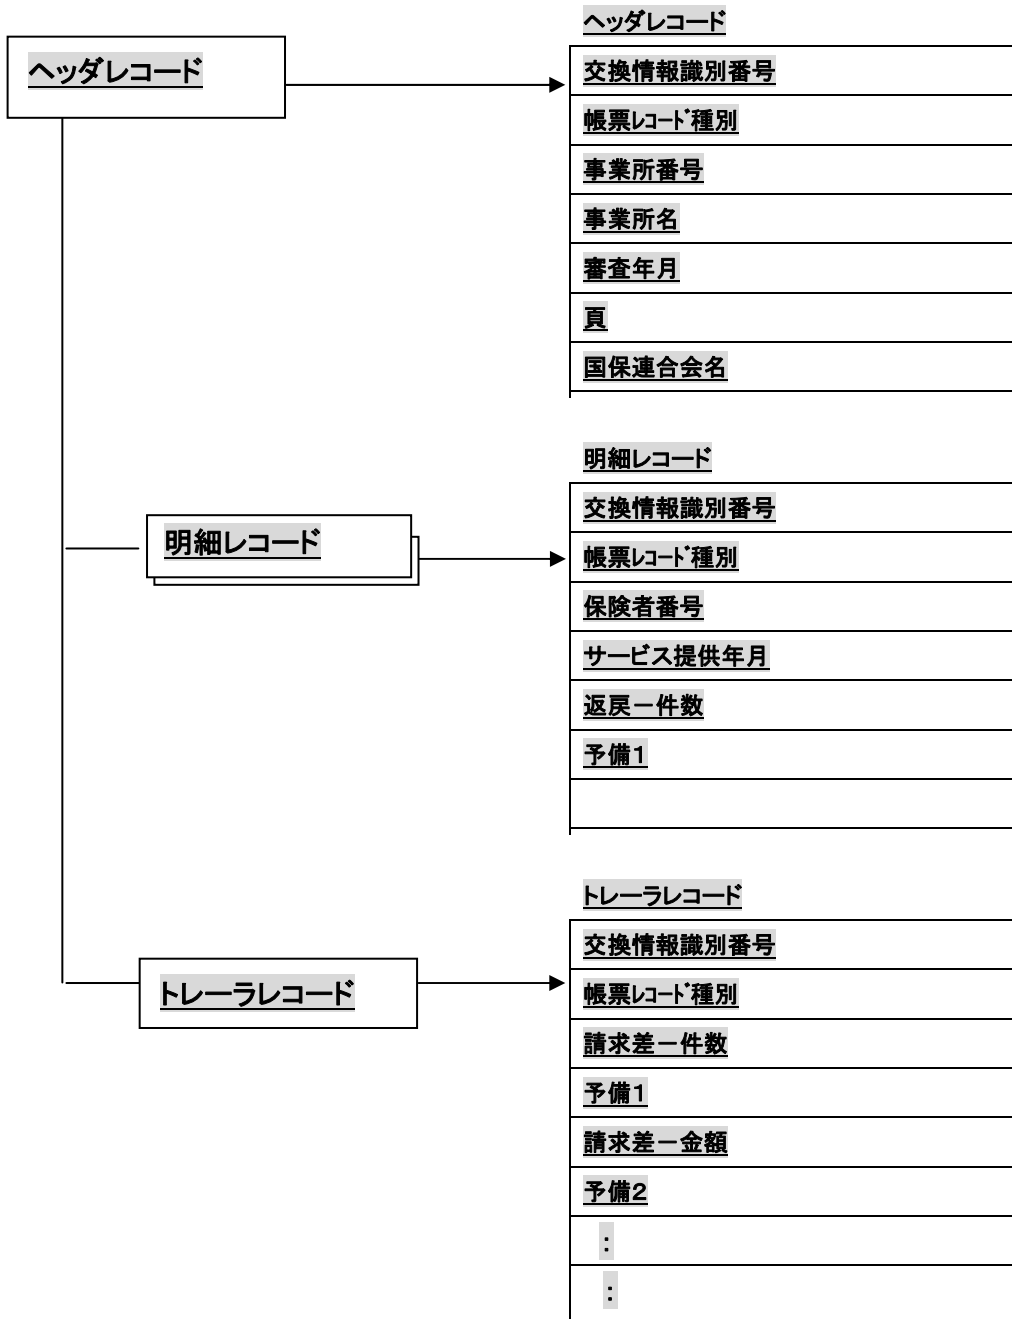 ヘッダレコード
ヘッダレコード
交換情報識別番号
帳票ﾚｺｰﾄﾞ種別
事業所番号
事業所名
審査年月
頁
国保連合会名
明細レコード
明細レコード
交換情報識別番号
帳票ﾚｺｰﾄﾞ種別
保険者番号
サービス提供年月
返戻－件数
予備１
トレーラレコード
トレーラレコード
交換情報識別番号
帳票ﾚｺｰﾄﾞ種別
請求差－件数
予備１
請求差－金額
予備２
：
：